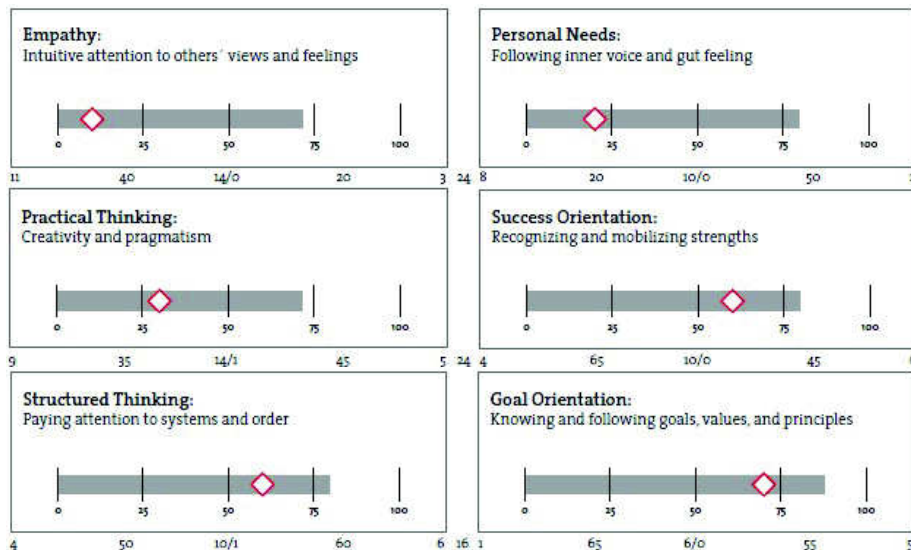 Empathy:
Intuitive attention to others´ views and feelings
0 25 50 75 100
11 40 14/0 20 3 24
Personal Needs:
Following inner voice and gut feeling
0 25 50 75 100
8 20 10/0 50
Practical Thinking:
Creativity and pragmatism
0 25 50 75 100
9 35 14/1 45 5 24
Success Orientation:
Recognizing and mobilizing strengths
0 25 50 75 100
4 65 10/0 45
Structured Thinking:
Paying attention to systems and order
0 25 50 75 100
4 50 10/1 60 6 16
Goal Orientation:
Knowing and following goals, values, and principles
0 25 50 75 100
1 65 6/0 55